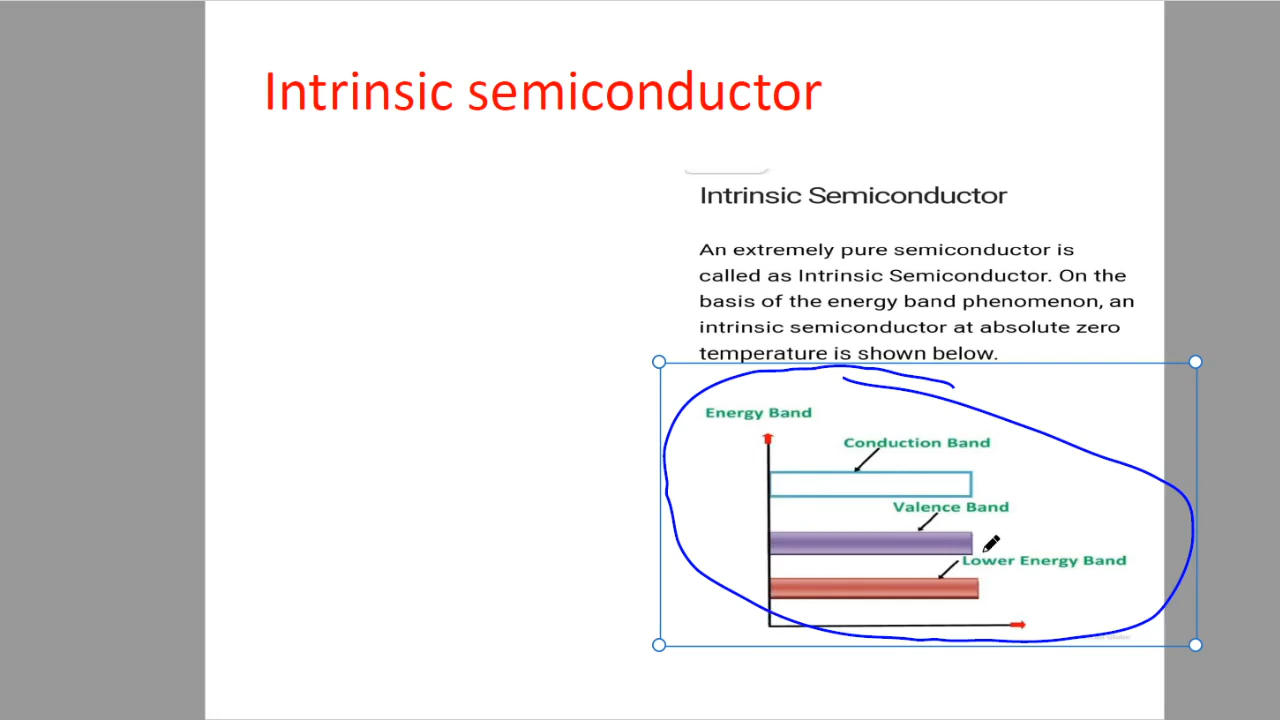 Intrinsic semiconductor
Intrinsic Semiconductor
An extremely pure semiconductor is
called as Intrinsic Semiconductor. On the
basis of the energy band phenomenon, an
intrinsic semiconductor at absolute zero
temperature is shown below.
Energy Band
Conduction Band
Valence Band
Lower Energy Band